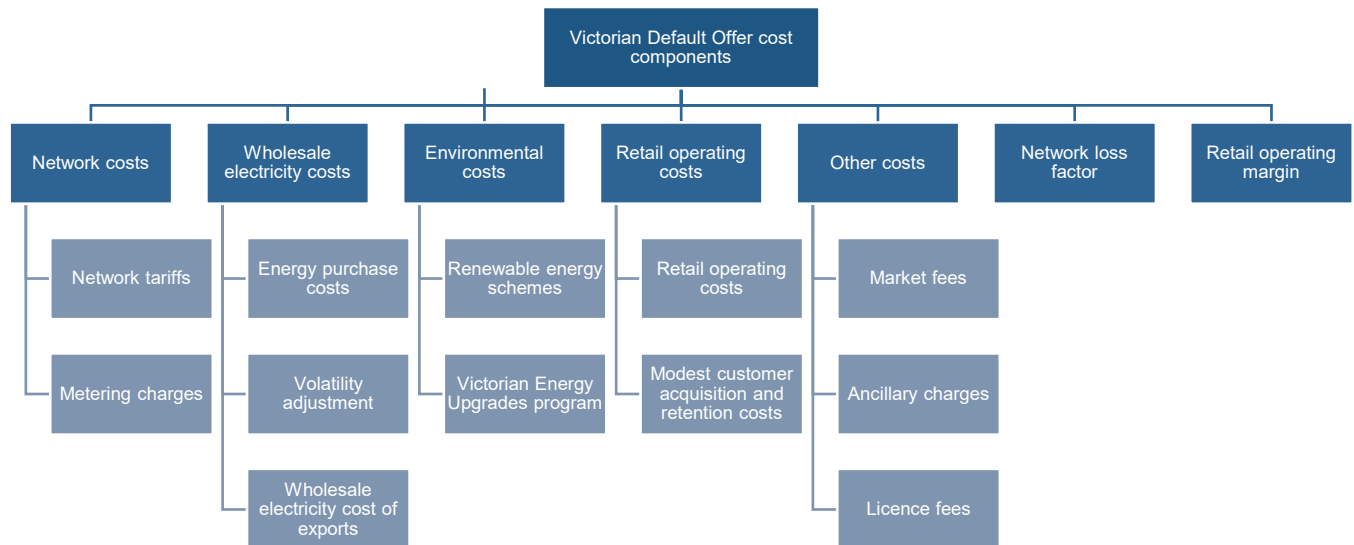 Victorian Default Offer cost
components
Network costs
Wholesale
electricity costs
Environmental
costs
Retail operating
costs
Other costs
Network loss
factor
Retail operating
margin
Network tariffs
Energy purchase
costs
Renewable energy
schemes
Retail operating
costs
Market fees
Metering charges
Volatility
adjustment
Victorian Energy
Upgrades program
Modest customer
acquisition and
retention costs
Ancillary charges
Wholesale
electricity cost of
exports
Licence fees